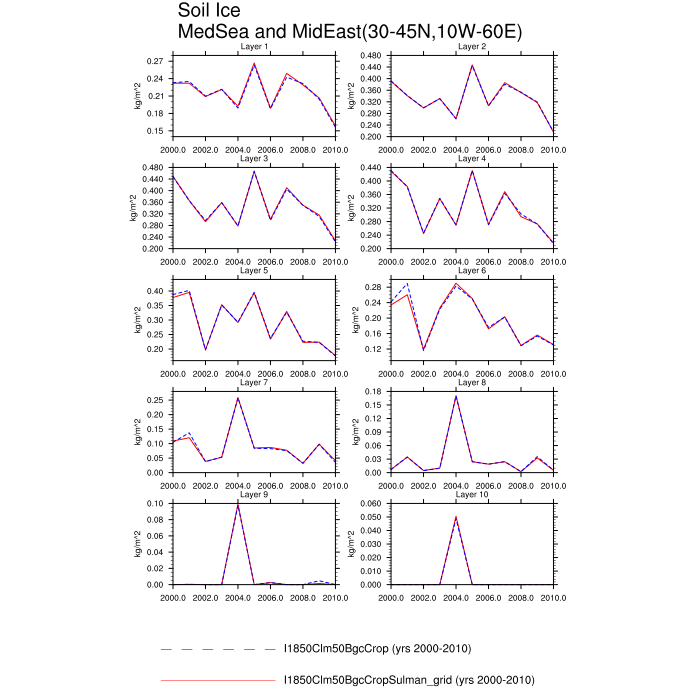 Soil Ice
MedSea and MidEast(30-45N,10W-60E)
Layer 1
kg/m^2
0.27
0.24
0.21
0.18
0.15
2000.0 2002.0 2004.0 2006.0 2008.0 2010.0
Layer 2
kg/m^2
0.480
0.440
0.400
0.360
0.320
0.280
0.240
0.200
2000.0 2002.0 2004.0 2006.0 2008.0 2010.0
Layer 3
kg/m^2
0.480
0.440
0.400
0.360
0.320
0.280
0.240
0.200
2000.0 2002.0 2004.0 2006.0 2008.0 2010.0
Layer 4
kg/m^2
0.440
0.400
0.360
0.320
0.280
0.240
0.200
2000.0 2002.0 2004.0 2006.0 2008.0 2010.0
Layer 5
kg/m^2
0.40
0.35
0.30
0.25
0.20
2000.0 2002.0 2004.0 2006.0 2008.0 2010.0
Layer 6
kg/m^2
0.28
0.24
0.20
0.16
0.12
2000.0 2002.0 2004.0 2006.0 2008.0 2010.0
Layer 7
kg/m^2
0.25
0.20
0.15
0.10
0.05
0.00
2000.0 2002.0 2004.0 2006.0 2008.0 2010.0
Layer 8
kg/m^2
0.18
0.15
0.12
0.09
0.06
0.03
0.00
2000.0 2002.0 2004.0 2006.0 2008.0 2010.0
Layer 9
kg/m^2
0.10
0.08
0.06
0.04
0.02
0.00
2000.0 2002.0 2004.0 2006.0 2008.0 2010.0
Layer 10
kg/m^2
0.060
0.050
0.040
0.030
0.020
0.010
0.000
2000.0 2002.0 2004.0 2006.0 2008.0 2010.0
I1850Clm50BgcCrop (yrs 2000-2010)
I1850Clm50BgcCropSulman_grid (yrs 2000-2010)